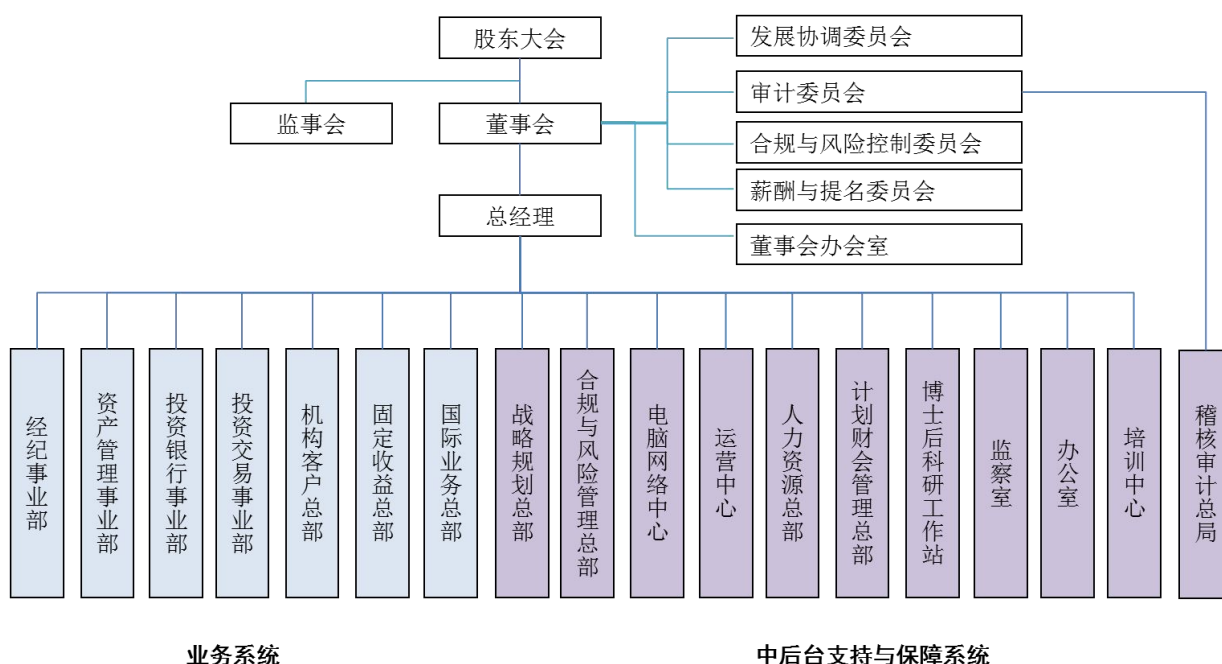 股东大会
监事会
董事会
总经理
发展协调委员会
审计委员会
合规与风险控制委员会
薪酬与提名委员会
董事会办会室
经纪事业部
资产管理事业部
投资银行事业部
投资交易事业部
机构客户总部
固定收益总部
国际业务总部
战略规划总部
合规与风险管理总部
电脑网络中心
运营中心
人力资源总部
计划财会管理总部
博士后科研工作站
监察室
办公室
培训中心
稽核审计总局
业务系统
中后台支持与保障系统